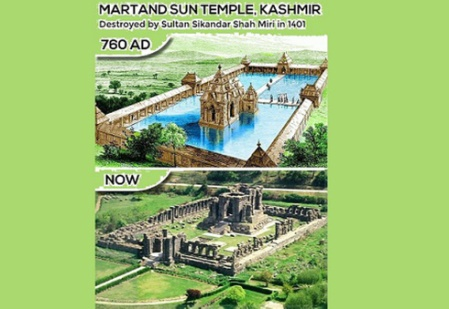 MARTAND SUN TEMPLE, KASHMIR
Destroyed by Sultan Sikandar Shah Miri in 1401
760 AD
NOW